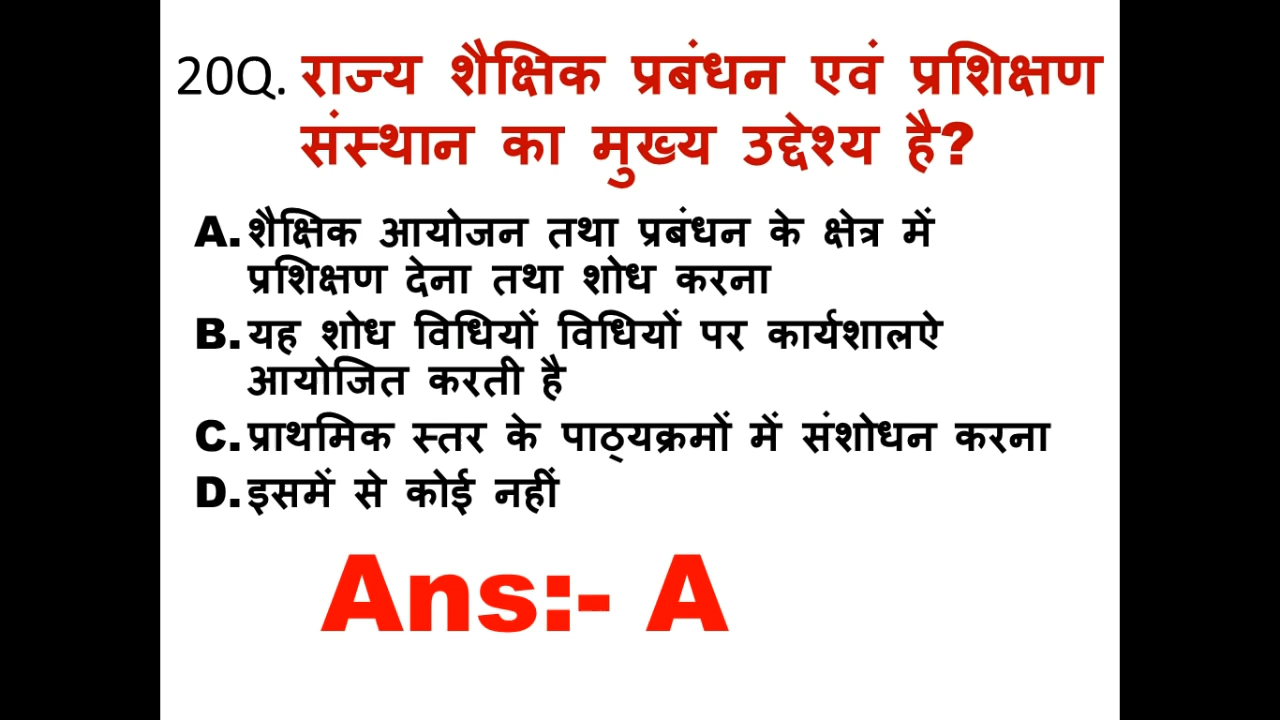 20Q. राज्य शैक्षिक प्रबंधन एवं प्रशिक्षण
संस्थान का मुख्य उद्देश्य है?
A. शैक्षिक आयोजन तथा प्रबंधन के क्षेत्र में
प्रशिक्षण देना तथा शोध करना
B. यह शोध विधियों विधियों पर कार्यशालऐ
आयोजित करती है
C. प्राथमिक स्तर के पाठ्यक्रमों में संशोधन करना
D. इसमें से कोई नहीं
Ans:- A